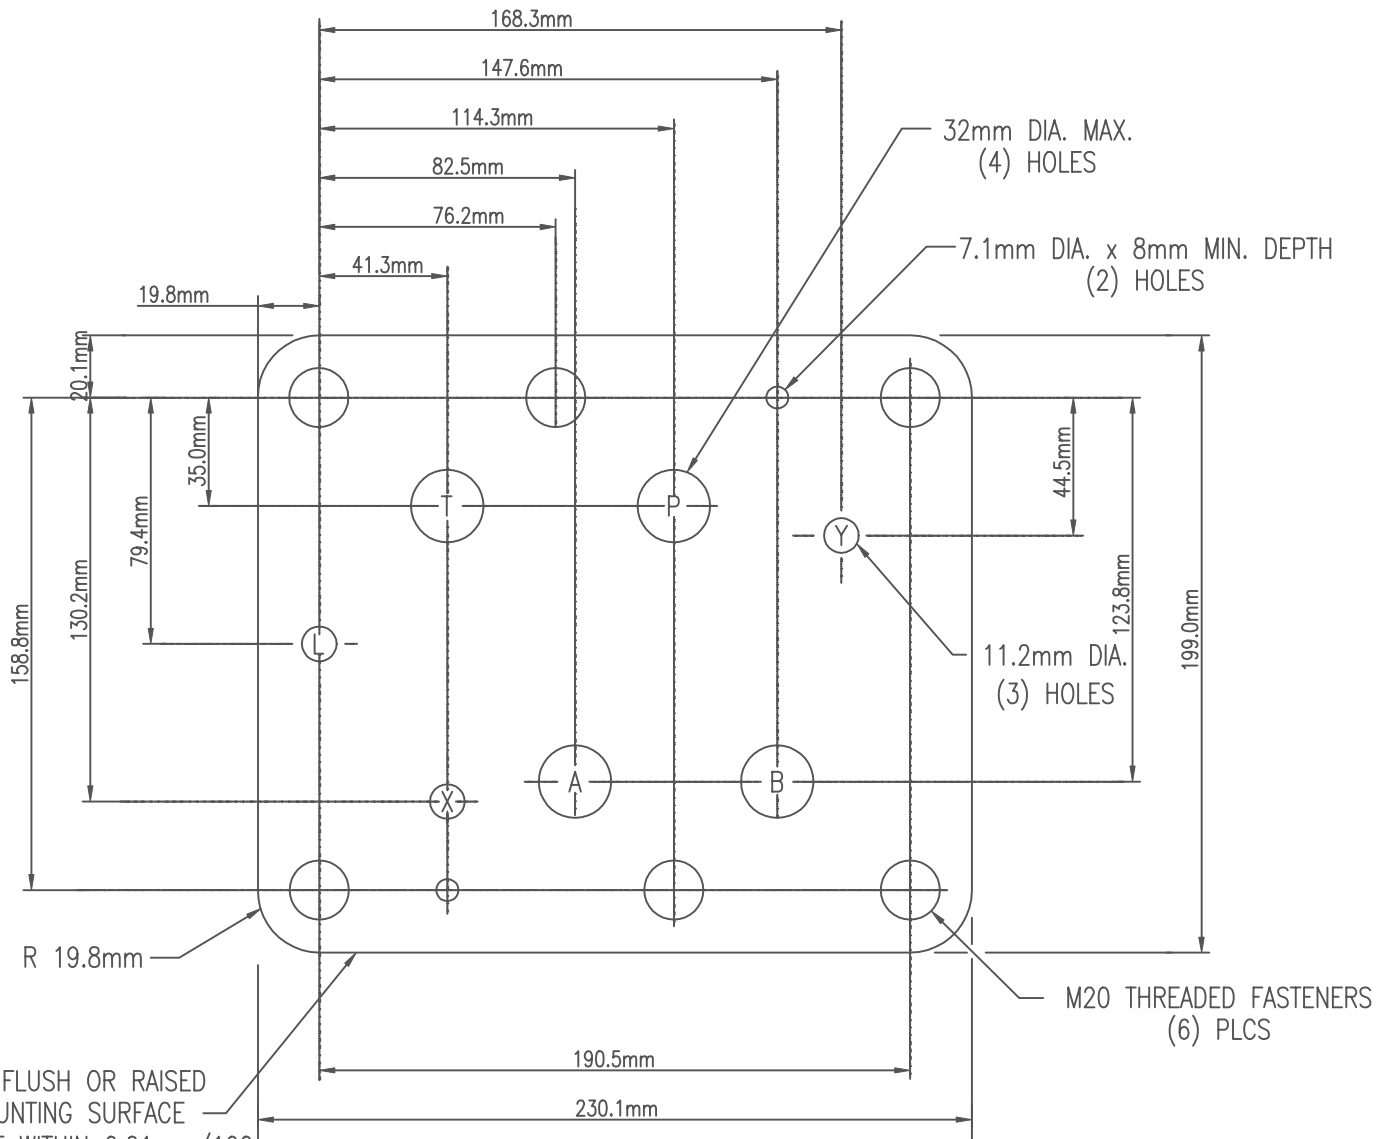 168.3mm
147.6mm
114.3mm
32mm DIA. MAX.
(4) HOLES
82.5mm
76.2mm
7.1mm DIA. x 8mm MIN. DEPTH
(2) HOLES
41.3mm
19.8mm
20.1mm
35.0mm
44.5mm
T
P
79.4mm
Y
130.2mm
123.8mm
158.8mm
199.0mm
L
11.2mm DIA.
(3) HOLES
A
B
X
R 19.8mm
M20 THREADED FASTENERS
(6) PLCS
190.5mm
FLUSH OR RAISED
SURFACE
230.1mm
WITHIN